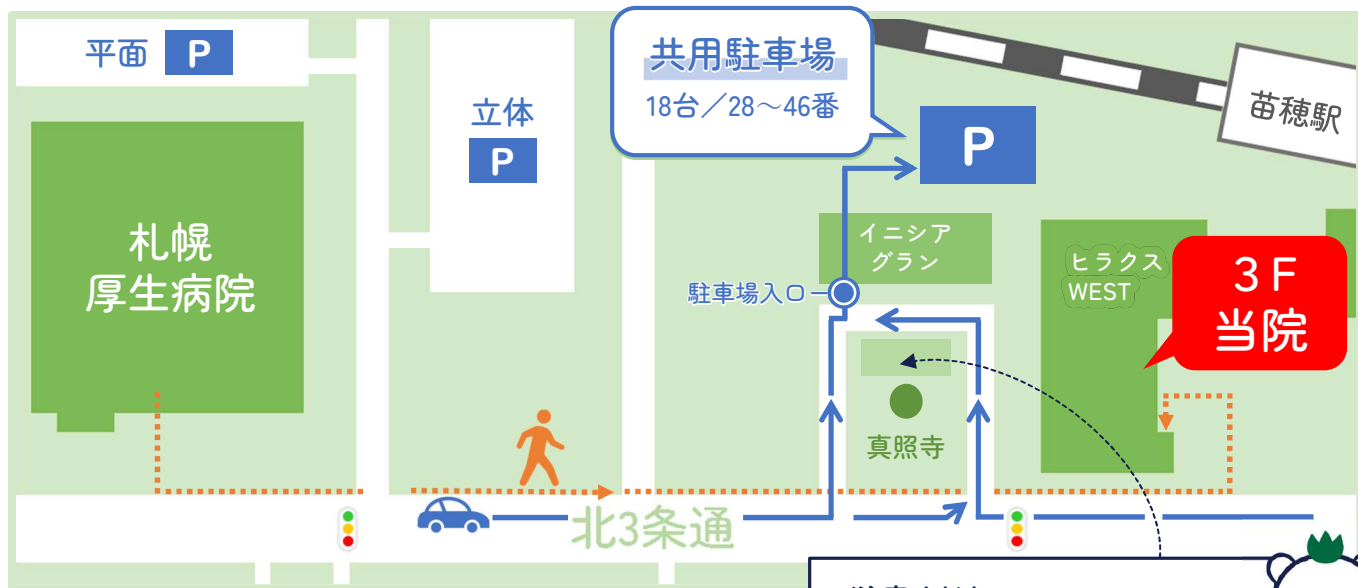 平面 P
共用駐車場
18台／28～46番
立体
P
P
苗穂駅
札幌
厚生病院
イニシア
グラン
ヒラクス
WEST
３Ｆ
当院
駐車場入口
真照寺
北3条通